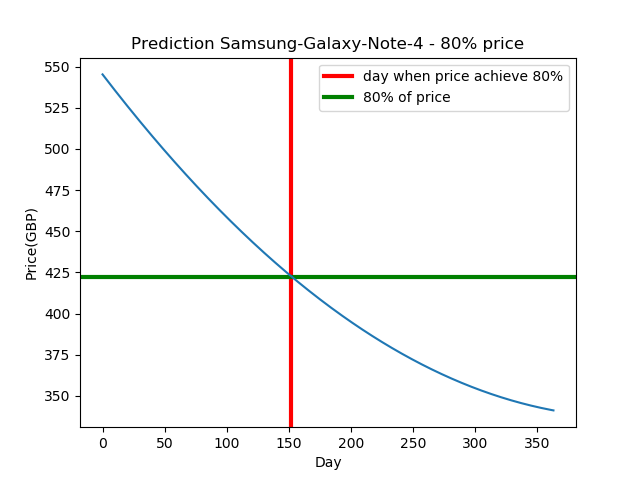 Prediction Samsung-Galaxy-Note-4 - 80% price
day when price achieve 80%
80% of price
550
525
500
475
450
425
400
375
350
Price(GBP)
0 50 100 150 200 250 300 350
Day